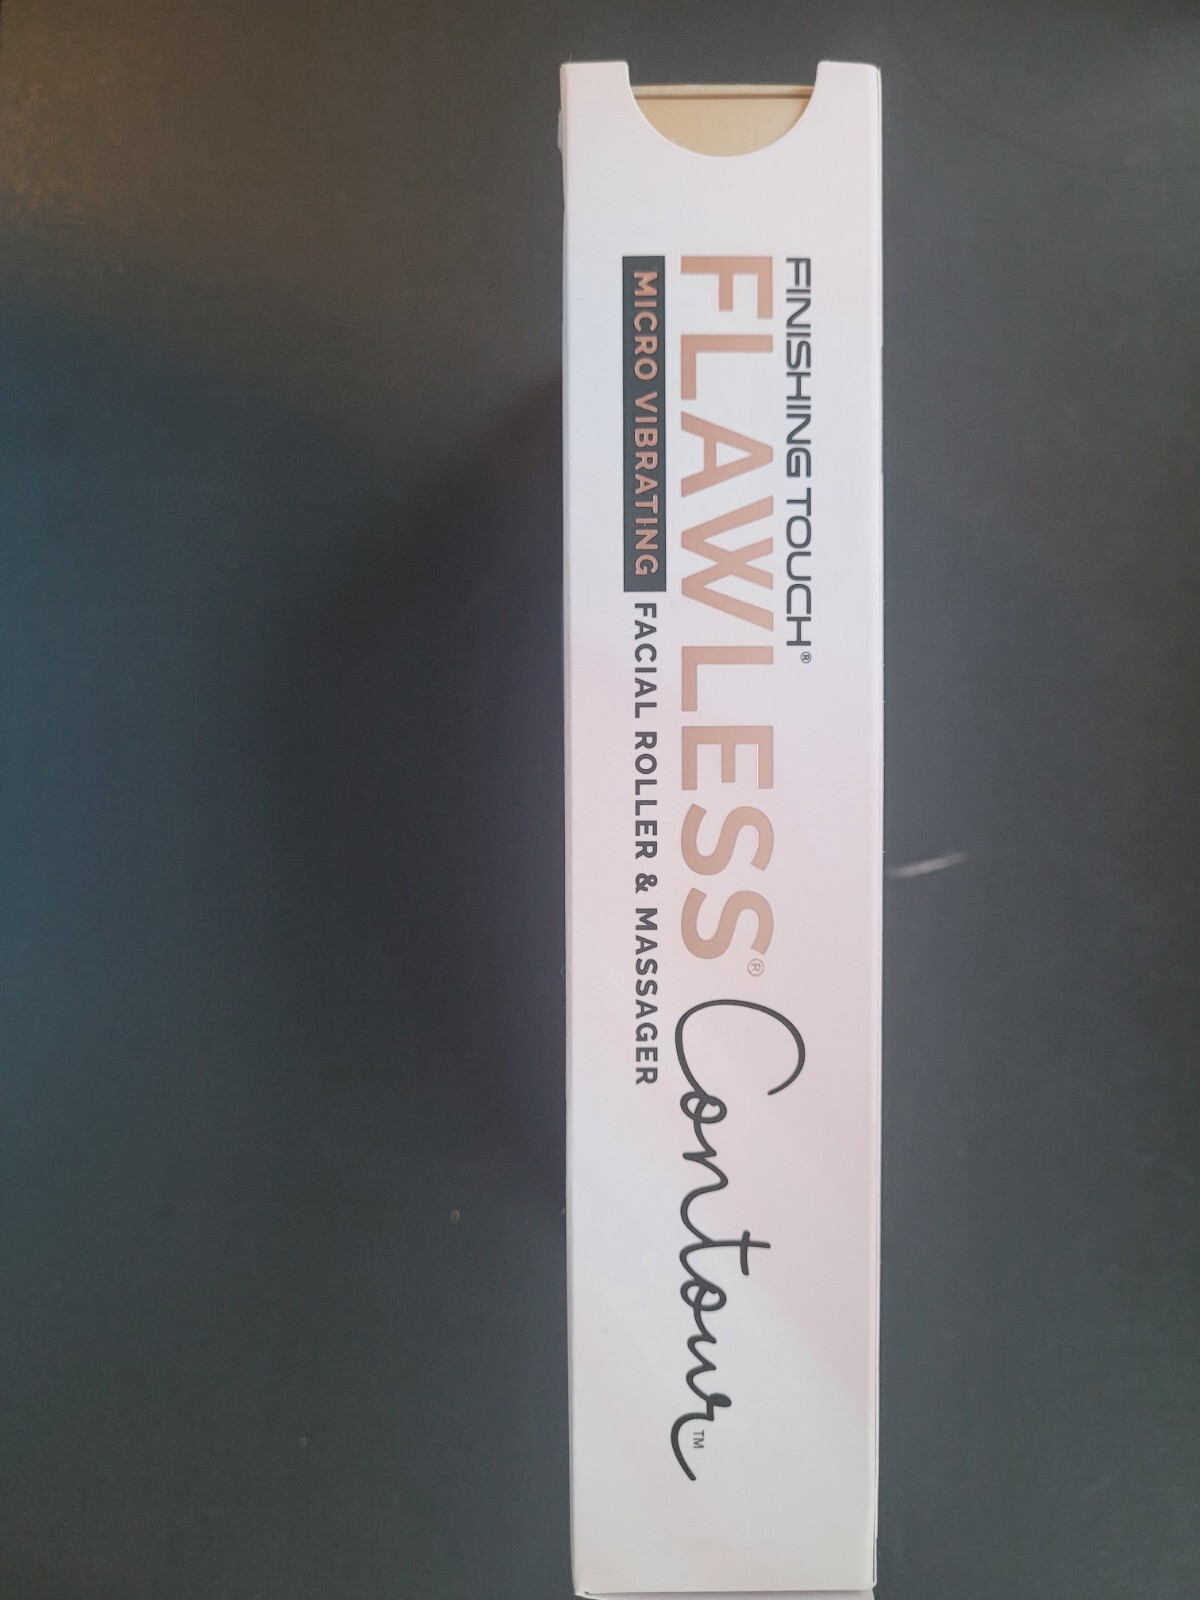 FINISHING TOUCH®
FLAWLESS® Contour™
MICRO VIBRATING FACIAL ROLLER & MASSAGER